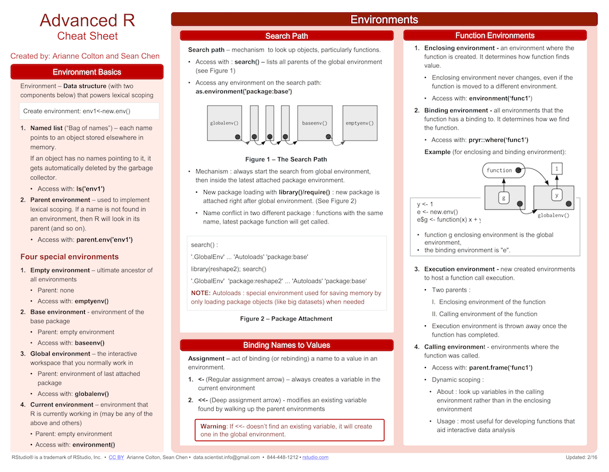 Advanced R
Cheat Sheet
Created by: Arianne Colton and Sean Chen
Environment Basics
Environment – Data structure (with two
components below) that powers lexical scoping
Create environment: env1<-new.env()
1. Named list (“Bag of names”) – each name
points to an object stored elsewhere in
memory.
If an object has no names pointing to it, it
gets automatically deleted by the garbage
collector.
• Access with: ls('env1')
2. Parent environment – used to implement
lexical scoping. If a name is not found in
an environment, then R will look in its
parent (and so on).
• Access with: parent.env('env1')
Four special environments
1. Empty environment – ultimate ancestor of
all environments
• Parent: none
• Access with: emptyenv()
2. Base environment - environment of the
base package
• Parent: empty environment
• Access with: baseenv()
3. Global environment – the interactive
workspace that you normally work in
• Parent: environment of last attached
package
• Access with: globalenv()
4. Current environment – environment that
R is currently working in (may be any of the
above and others)
• Parent: empty environment
• Access with: environment()
Environments
Search Path
Search path – mechanism to look up objects, particularly functions.
• Access with : search() – lists all parents of the global environment
(see Figure 1)
• Access any environment on the search path:
as.environment('package:base')
globalenv()
baseenv()
emptyenv()
Figure 1 – The Search Path
• Mechanism : always start the search from global environment,
then inside the latest attached package environment.
• New package loading with library()/require() : new package is
attached right after global environment. (See Figure 2)
• Name conflict in two different package : functions with the same
name, latest package function will get called.
search() :
'.GlobalEnv' ... 'Autoloads' 'package:base'
library(reshape2); search()
'.GlobalEnv' 'package:reshape2' ... 'Autoloads' 'package:base'
NOTE: Autoloads : special environment used for saving memory by
only loading package objects (like big datasets) when needed
Figure 2 – Package Attachment
Binding Names to Values
Assignment – act of binding (or rebinding) a name to a value in an
environment.
1. <- (Regular assignment arrow) – always creates a variable in the
current environment
2. <<- (Deep assignment arrow) - modifies an existing variable
found by walking up the parent environments
Warning: If <<- doesn’t find an existing variable, it will create
one in the global environment.
Function Environments
1. Enclosing environment - an environment where the
function is created. It determines how function finds
value.
• Enclosing environment never changes, even if the
function is moved to a different environment.
• Access with: environment('func1')
2. Binding environment - all environments that the
function has a binding to. It determines how we find
the function.
• Access with: pryr::where('func1')
Example (for enclosing and binding environment):
function
1
g
y
globalenv()
y <- 1
e <- new.env()
e$g <- function(x) x +
• function g enclosing environment is the global
environment,
• the binding environment is "e".
3. Execution environment - new created environments
to host a function call execution.
• Two parents :
I. Enclosing environment of the function
II. Calling environment of the function
• Execution environment is thrown away once the
function has completed.
4. Calling environment - environments where the
function was called.
• Access with: parent.frame('func1')
• Dynamic scoping :
• About : look up variables in the calling
environment rather than in the enclosing
environment
• Usage : most useful for developing functions that
aid interactive data analysis
RStudio® is a trademark of RStudio, Inc. • CC BY Arianne Colton, Sean Chen • data.scientist.info@gmail.com • 844-448-1212 • rstudio.com
Updated: 2/16